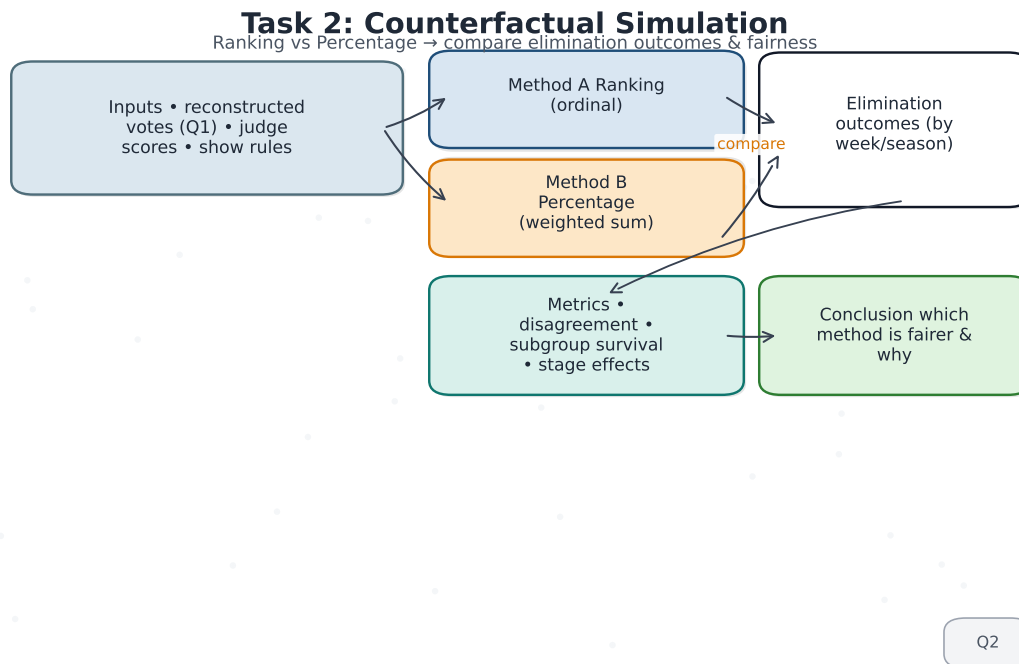 Task 2: Counterfactual Simulation
Ranking vs Percentage → compare elimination outcomes & fairness
Inputs • reconstructed
votes (Q1) • judge
scores • show rules
Method A Ranking
(ordinal)
Elimination
outcomes (by
week/season)
compare
Method B
Percentage
(weighted sum)
Metrics •
disagreement •
subgroup survival
• stage effects
Conclusion which
method is fairer &
why
Q2